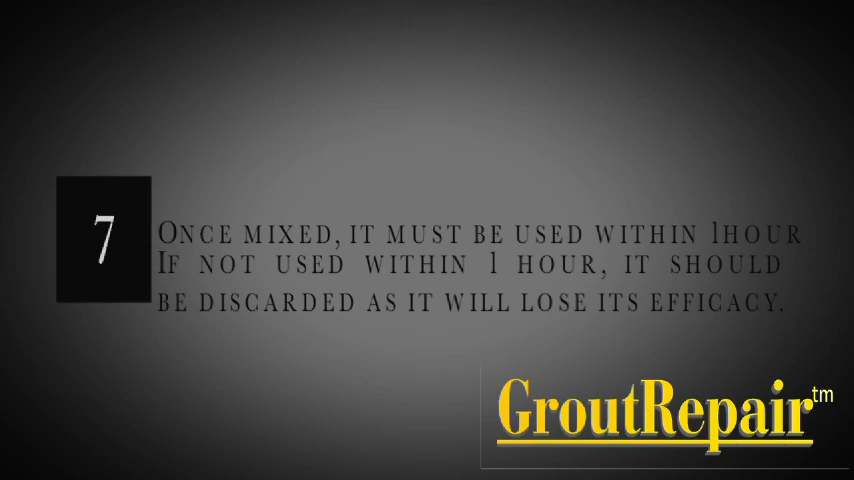 7
ONCE MIXED, IT MUST BE USED WITHIN 1HOUR
IF NOT USED WITHIN 1 HOUR, IT SHOULD
BE DISCARDED AS IT WILL LOSE ITS EFFICACY.
GroutRepair tm